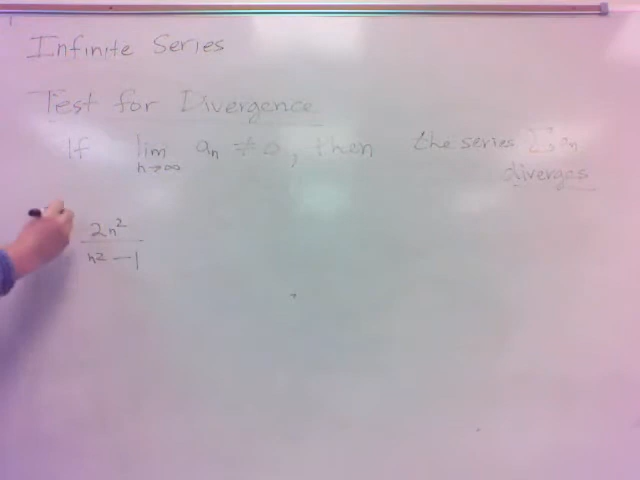 Infinite Series
Test for Divergence
If lim n→∞ aₙ ≠ 0, then the series Σ aₙ
diverges
2n²
n² − 1